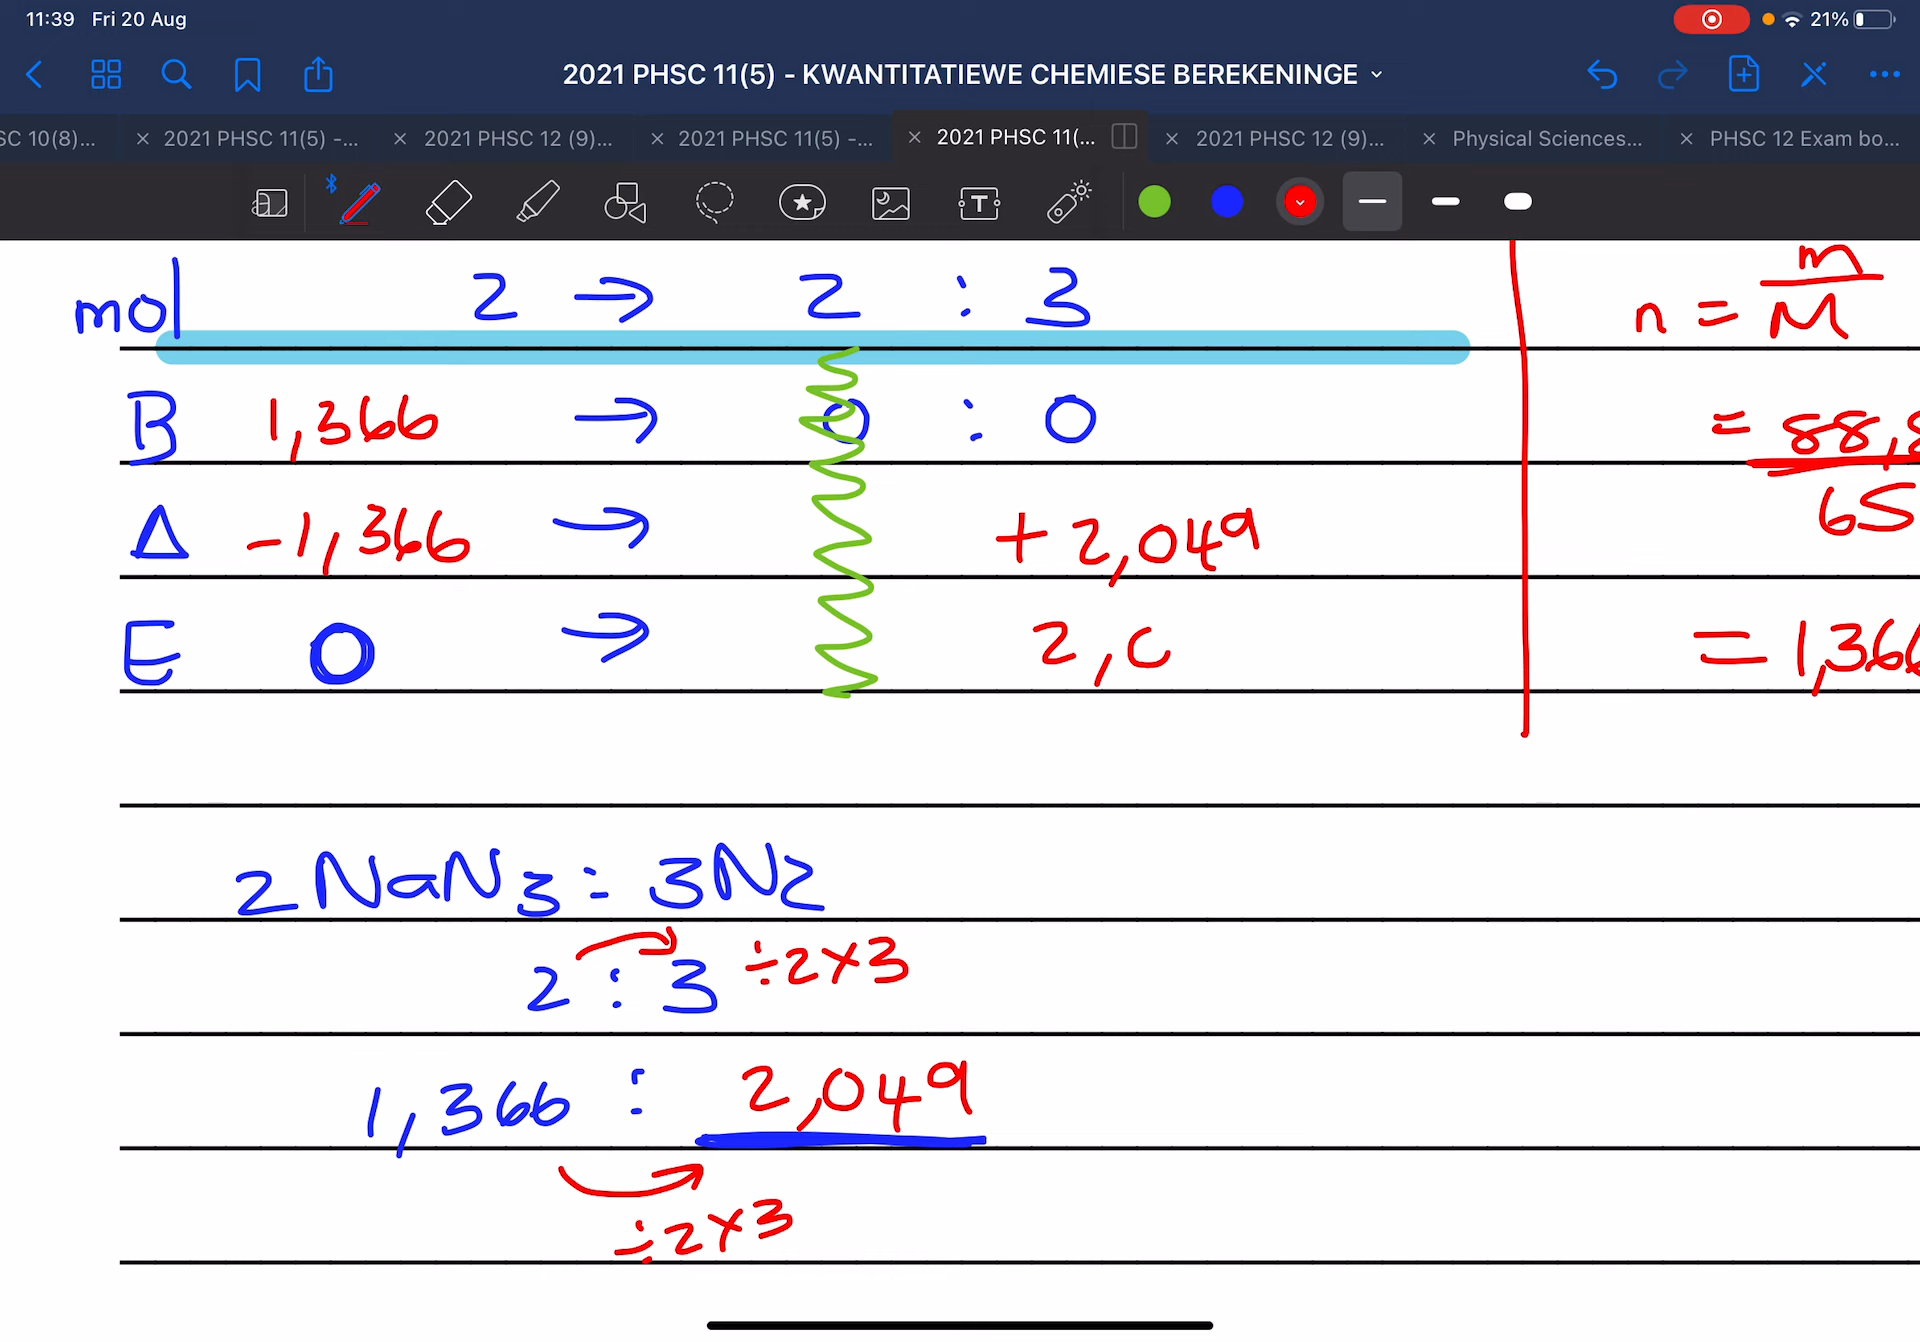 11:39 Fri 20 Aug 21%
2021 PHSC 11(5) - KWANTITATIEWE CHEMIESE BEREKENINGE
SC 10(8)... × 2021 PHSC 11(5) -... × 2021 PHSC 12 (9)... × 2021 PHSC 11(5) -... × 2021 PHSC 11(... × 2021 PHSC 12 (9)... × Physical Sciences... × PHSC 12 Exam bo...
T
mol 2 → 2 : 3 n = m/M
B 1,366 → 0 : 0 = 88,8
65
Δ -1,366 → +2,049
E 0 → 2,0 = 1,366
2NaN3 : 3N2
2 : 3 ÷2×3
1,366 : 2,049
÷2×3